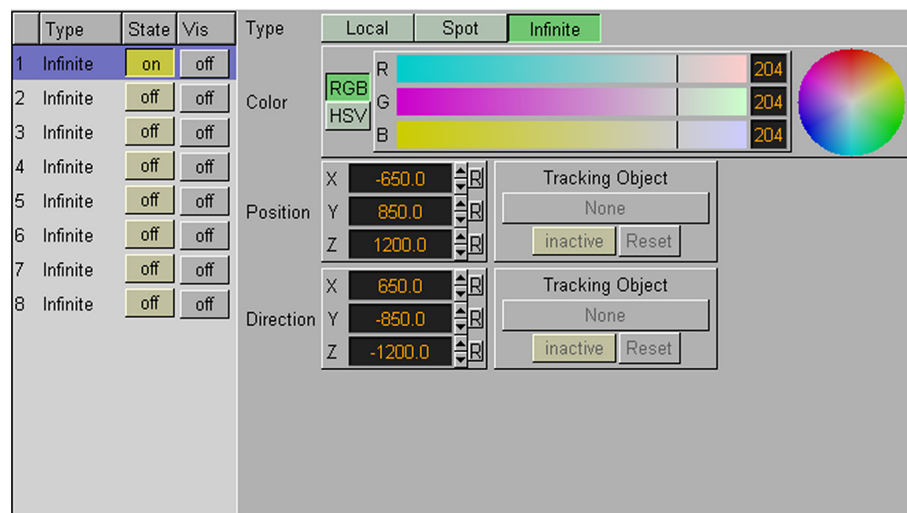 Type State Vis
1 Infinite on off
2 Infinite off off
3 Infinite off off
4 Infinite off off
5 Infinite off off
6 Infinite off off
7 Infinite off off
8 Infinite off off
Type Local Spot Infinite
Color
RGB
HSV
R 204
G 204
B 204
Position
X -650.0 R
Y 850.0 R
Z 1200.0 R
Tracking Object
None
inactive Reset
Direction
X 650.0 R
Y -850.0 R
Z -1200.0 R
Tracking Object
None
inactive Reset